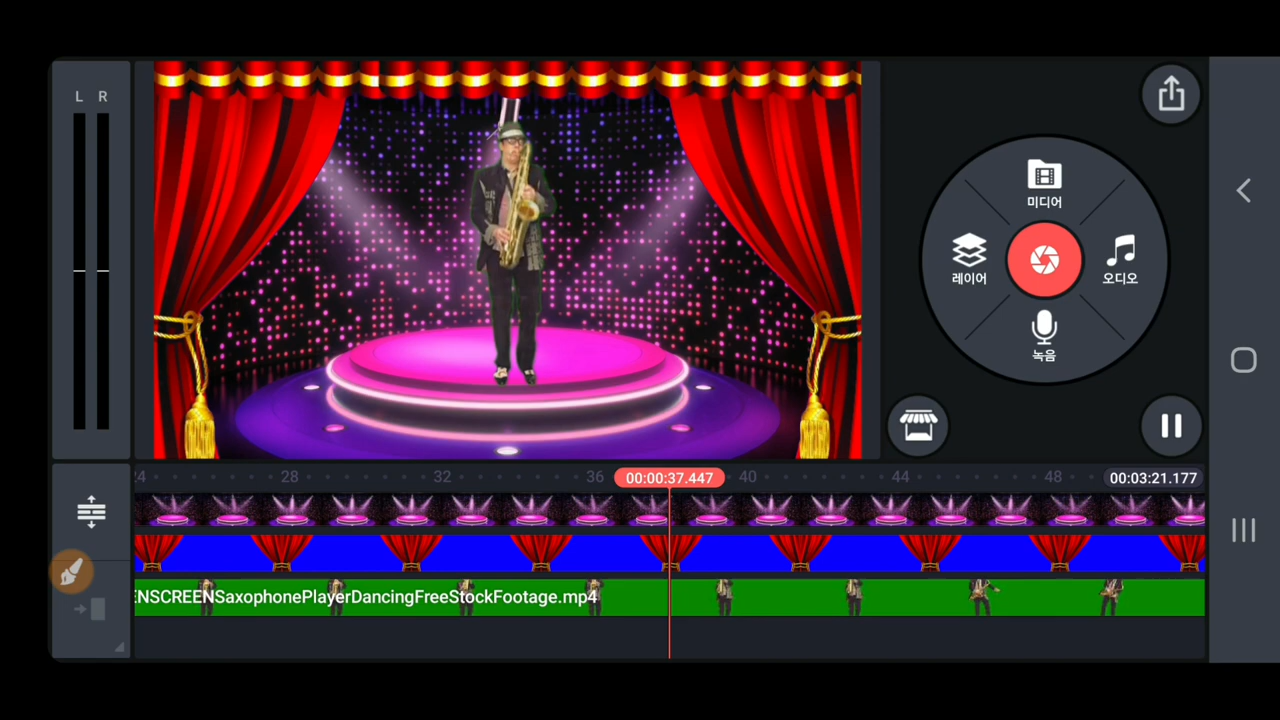 L R
미디어
레이어
오디오
녹음
24 28 32 36 00:00:37.447 40 44 48 00:03:21.177
ENSCREENSaxophonePlayerDancingFreeStockFootage.mp4